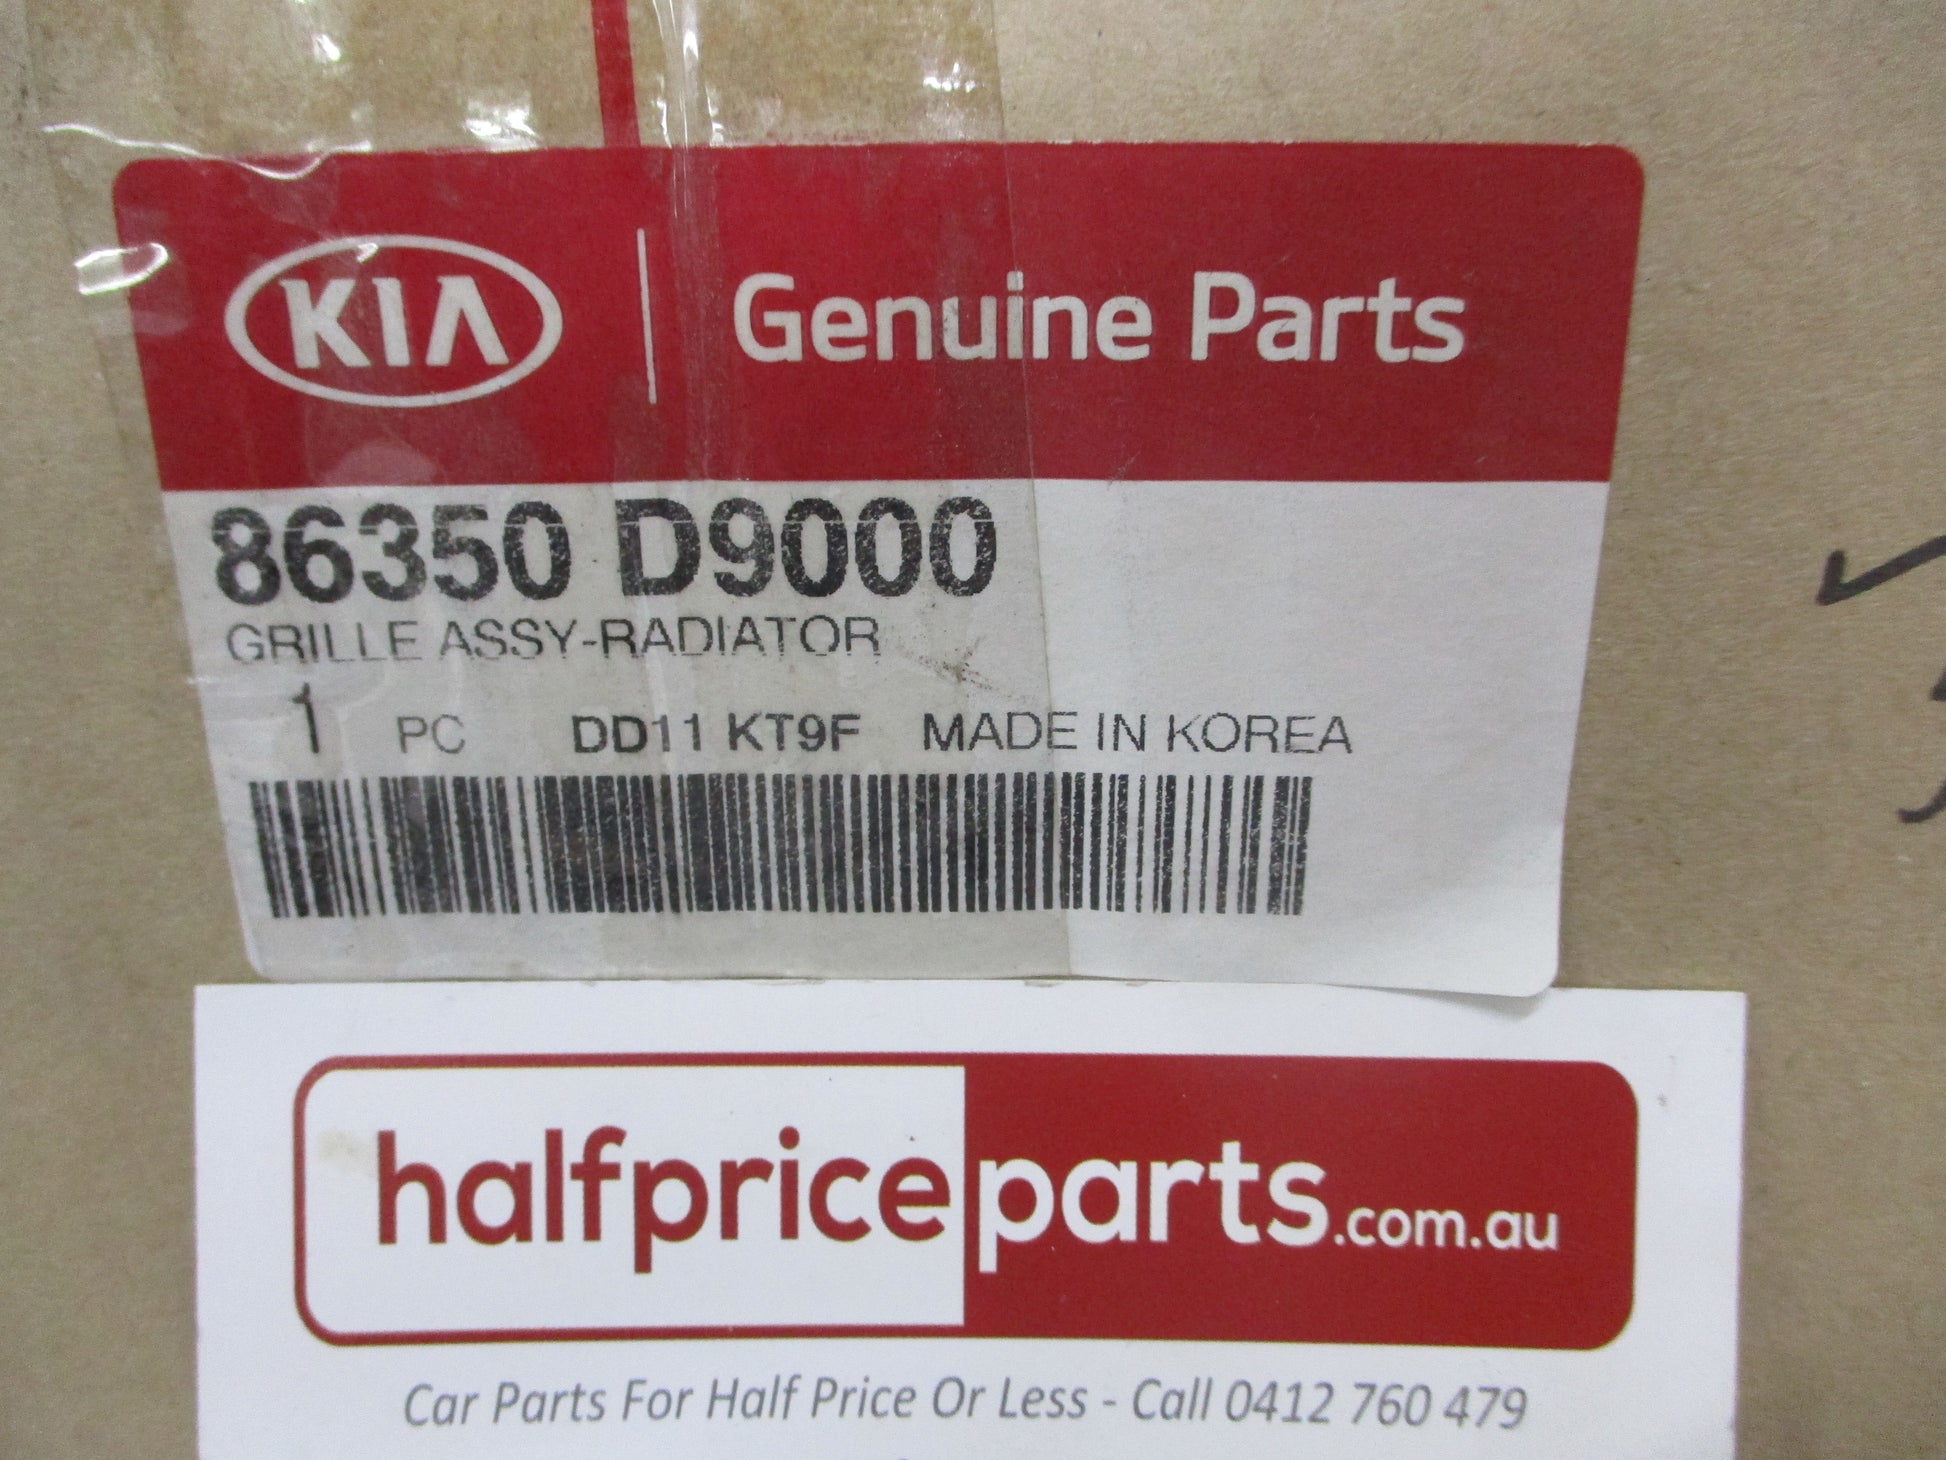 KIA Genuine Parts
86350 D9000
GRILLE ASSY-RADIATOR
1 PC DD11 KT9F MADE IN KOREA
halfpriceparts.com.au
Car Parts For Half Price Or Less - Call 0412 760 479